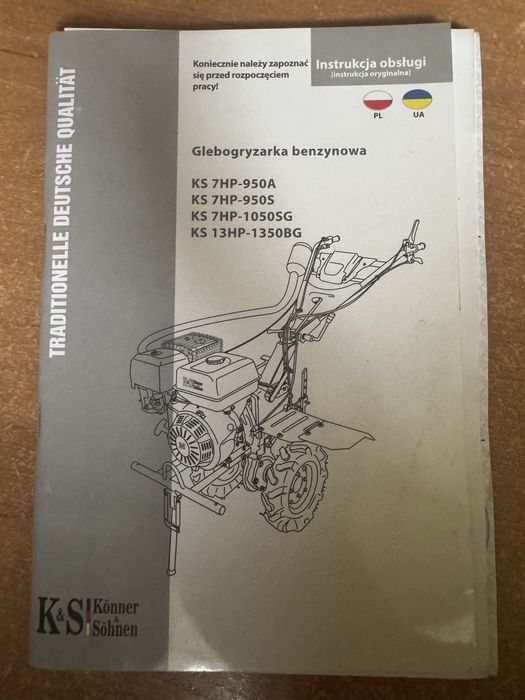 Koniecznie należy zapoznać
się przed rozpoczęciem
pracy!
Instrukcja obsługi
(instrukcja oryginalna)
PL
UA
TRADITIONELLE DEUTSCHE QUALITÄT
Glebogryzarka benzynowa
KS 7HP-950A
KS 7HP-950S
KS 7HP-1050SG
KS 13HP-1350BG
K&S
K&S
Könner
&
Söhnen